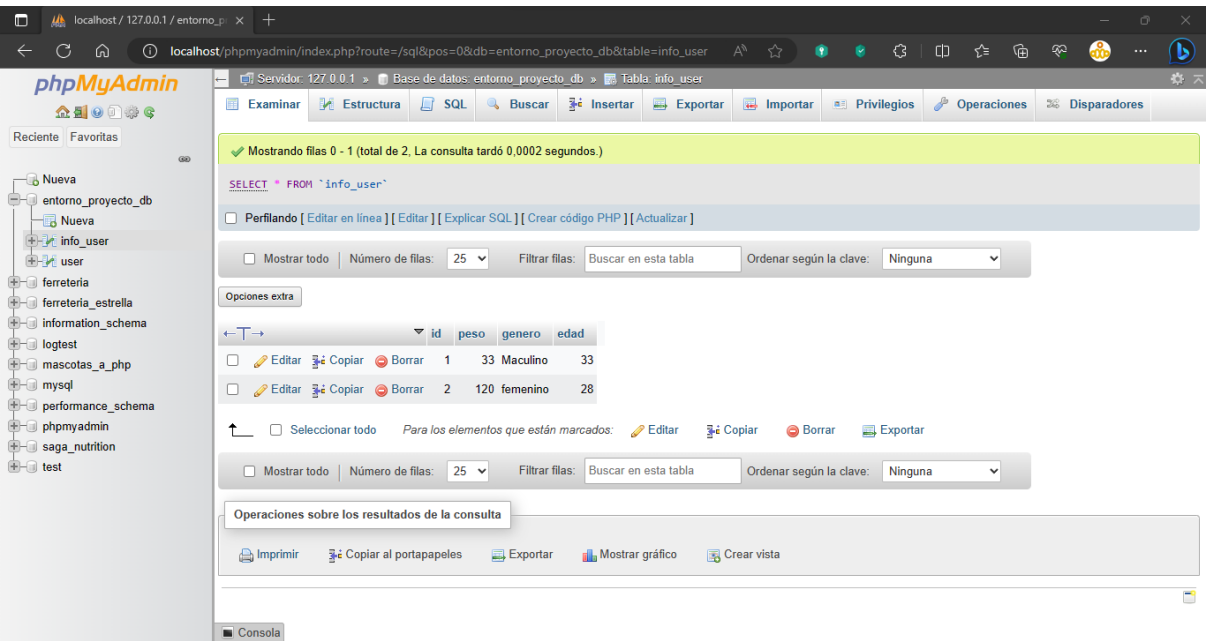 localhost / 127.0.0.1 / entorno_pr
localhost/phpmyadmin/index.php?route=/sql&pos=0&db=entorno_proyecto_db&table=info_user
phpMyAdmin
Reciente Favoritas
Nueva
entorno_proyecto_db
Nueva
info_user
user
ferreteria
ferreteria_estrella
information_schema
logtest
mascotas_a_php
mysql
performance_schema
phpmyadmin
saga_nutrition
test
Servidor: 127.0.0.1 » Base de datos: entorno_proyecto_db » Tabla: info_user
Examinar Estructura SQL Buscar Insertar Exportar Importar Privilegios Operaciones Disparadores
Mostrando filas 0 - 1 (total de 2, La consulta tardó 0,0002 segundos.)
SELECT * FROM `info_user`
Perfilando [ Editar en línea ] [ Editar ] [ Explicar SQL ] [ Crear código PHP ] [ Actualizar ]
Mostrar todo | Número de filas: 25 Filtrar filas: Buscar en esta tabla Ordenar según la clave: Ninguna
Opciones extra
←T→ id peso genero edad
Editar Copiar Borrar 1 33 Maculino 33
Editar Copiar Borrar 2 120 femenino 28
Seleccionar todo Para los elementos que están marcados: Editar Copiar Borrar Exportar
Mostrar todo | Número de filas: 25 Filtrar filas: Buscar en esta tabla Ordenar según la clave: Ninguna
Operaciones sobre los resultados de la consulta
Imprimir Copiar al portapapeles Exportar Mostrar gráfico Crear vista
Consola